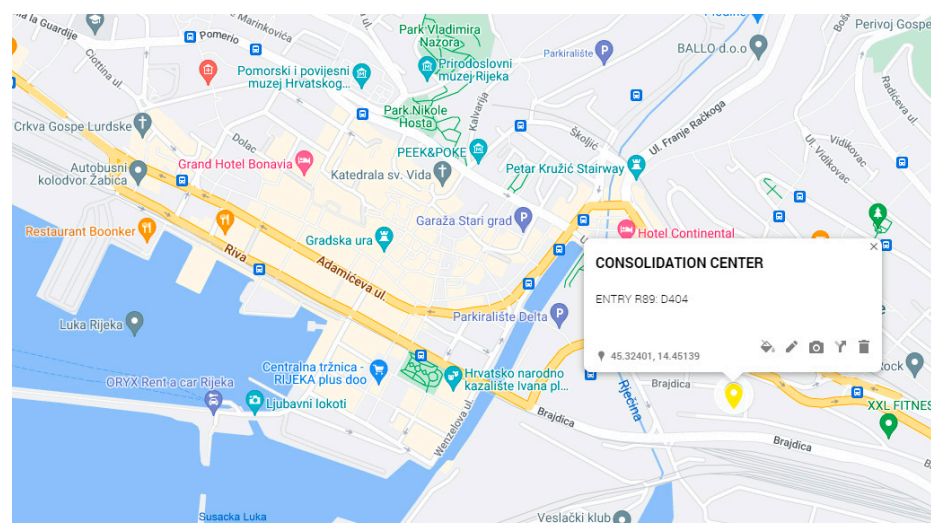 la Guardije
Ciottina ul.
Pomerio
Marinkovića
Park Vladimira
Nazora
Parkiralište
BALLO d.o.o
Perivoj Gospe
Pomorski i povijesni
muzej Hrvatskog...
Prirodoslovni
muzej Rijeka
Kalvarija
Radićeva ul.
Park Nikole
Hosta
Školjić
Ul. Franje Račkoga
Crkva Gospe Lurdske
Dolac
PEEK&POKE
Ul. Vidikovac
Vidikovac
Autobusni
kolodvor Žabica
Grand Hotel Bonavia
Katedrala sv. Vida
Petar Kružić Stairway
Restaurant Boonker
Garaža Stari grad
Hotel Continental
Riva
Gradska ura
Adamićeva ul.
CONSOLIDATION CENTER
ENTRY R89: D404
45.32401, 14.45139
Luka Rijeka
Parkiralište Delta
Centralna tržnica -
RIJEKA plus doo
Hrvatsko narodno
kazalište Ivana pl...
ORYX Rent a car Rijeka
Ljubavni lokoti
Wenzelova ul.
Rječina
Brajdica
Brajdica
Brajdica
XXL FITNES
Susacka Luka
Veslački klub